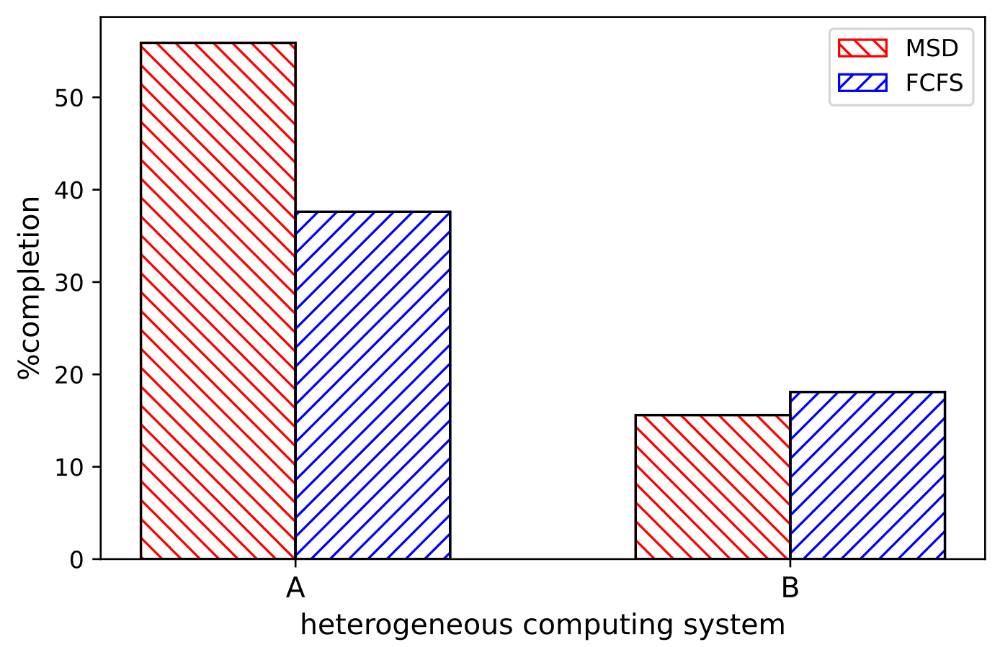 MSD
FCFS
50
40
30
20
10
0
%completion
A B
heterogeneous computing system